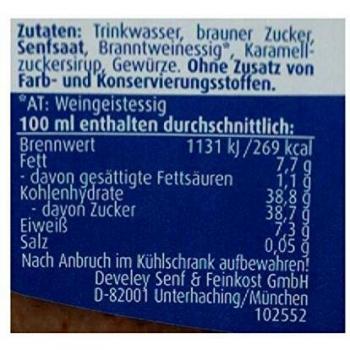 Zutaten: Trinkwasser, brauner Zucker,
Senfsaat, Branntweinessig*, Karamell-
zuckersirup, Gewürze. Ohne Zusatz von
Farb- und Konservierungsstoffen.
*AT: Weingeistessig
100 ml enthalten durchschnittlich:
Brennwert 1131 kJ/269 kcal
Fett 7,7 g
- davon gesättigte Fettsäuren 1,1 g
Kohlenhydrate 38,8 g
- davon Zucker 38,7 g
Eiweiß 7,3 g
Salz 0,05 g
Nach Anbruch im Kühlschrank aufbewahren!
Develey Senf & Feinkost GmbH
D-82001 Unterhaching/München
102552